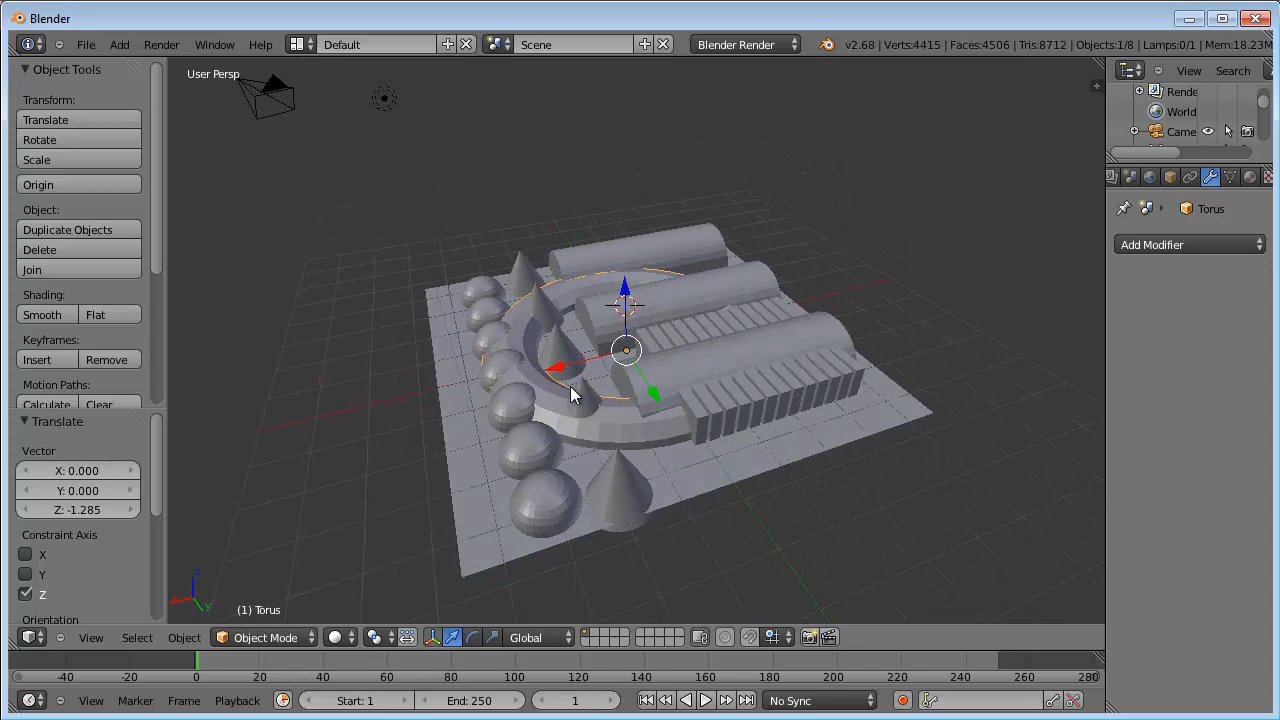 Blender
File Add Render Window Help Default Scene Blender Render v2.68 | Verts:4415 | Faces:4506 | Tris:8712 | Objects:1/8 | Lamps:0/1 | Mem:18.23M
Object Tools
Transform:
Translate
Rotate
Scale
Origin
Object:
Duplicate Objects
Delete
Join
Shading:
Smooth Flat
Keyframes:
Insert Remove
Motion Paths:
Calculate Clear
Translate
Vector
X: 0.000
Y: 0.000
Z: -1.285
Constraint Axis
X
Y
Z
Orientation
User Persp
z
x
y
(1) Torus
View Search
Rende
World
Came
Torus
Add Modifier
View Select Object Object Mode Global
-40 -20 0 20 40 60 80 100 120 140 160 180 200 220 240 260 280
View Marker Frame Playback Start: 1 End: 250 1 No Sync